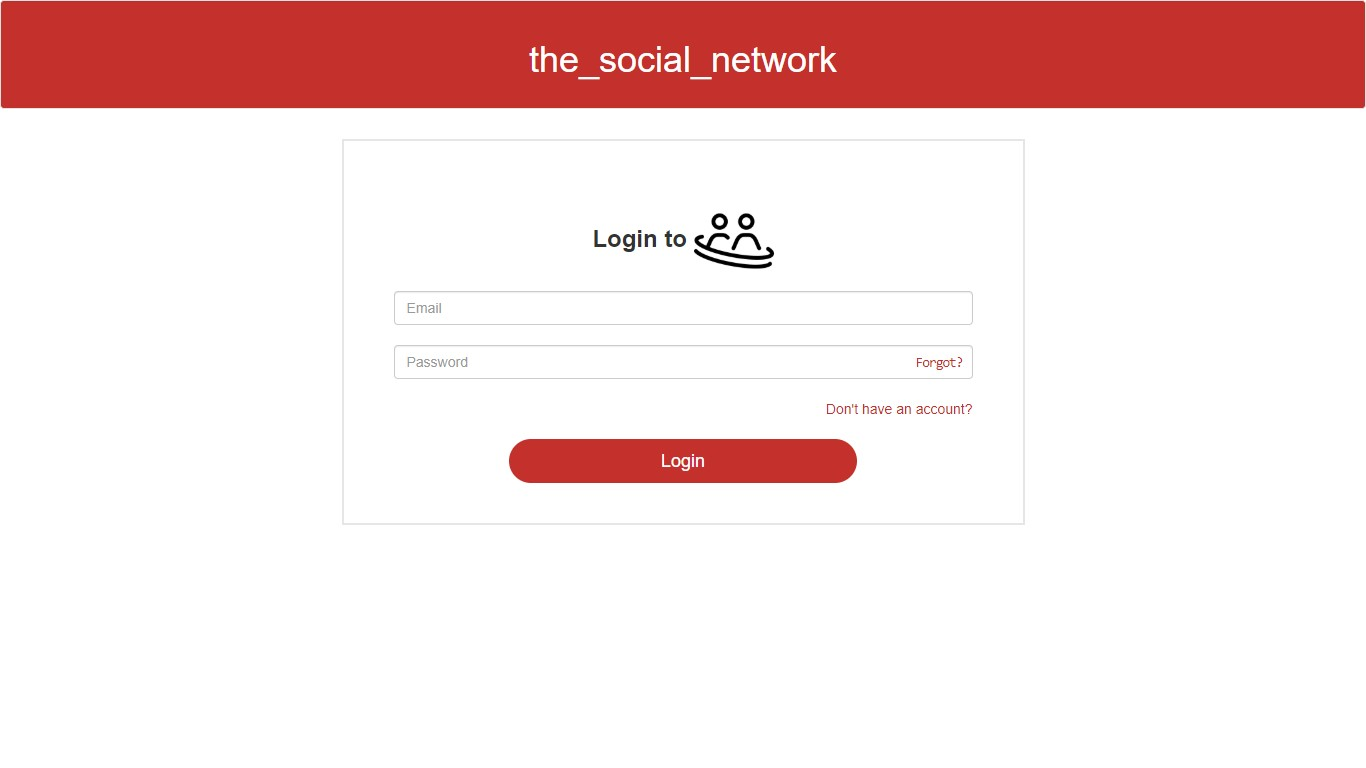 the_social_network
Login to
Email
Password
Forgot?
Don't have an account?
Login